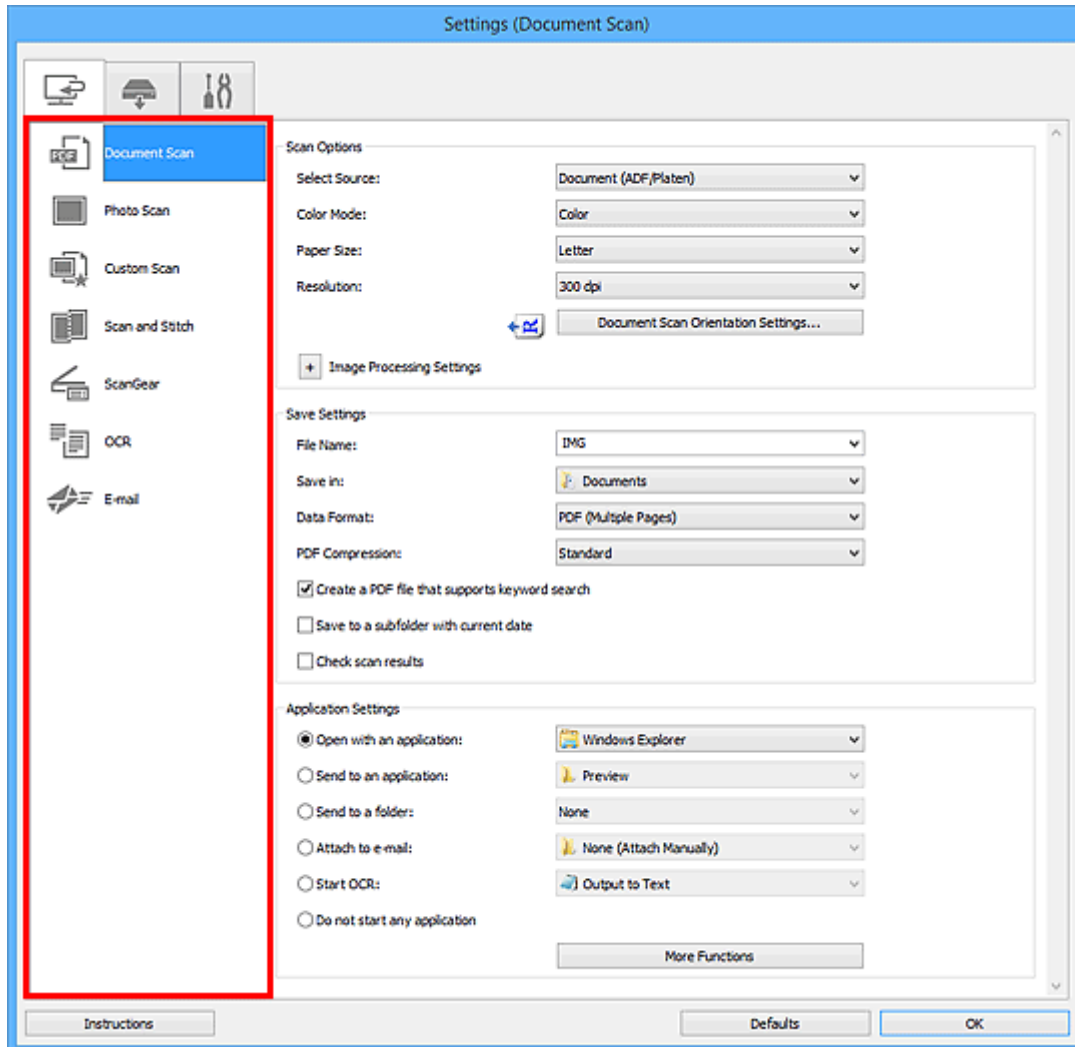 Settings (Document Scan)
PDF
Document Scan
Photo Scan
Custom Scan
Scan and Stitch
ScanGear
OCR
E-mail
Scan Options
Select Source: Document (ADF/Platen)
Color Mode: Color
Paper Size: Letter
Resolution: 300 dpi
R Document Scan Orientation Settings...
+ Image Processing Settings
Save Settings
File Name: IMG
Save in: Documents
Data Format: PDF (Multiple Pages)
PDF Compression: Standard
Create a PDF file that supports keyword search
Save to a subfolder with current date
Check scan results
Application Settings
Open with an application: Windows Explorer
Send to an application: Preview
Send to a folder: None
Attach to e-mail: None (Attach Manually)
Start OCR: Output to Text
Do not start any application
More Functions
Instructions Defaults OK